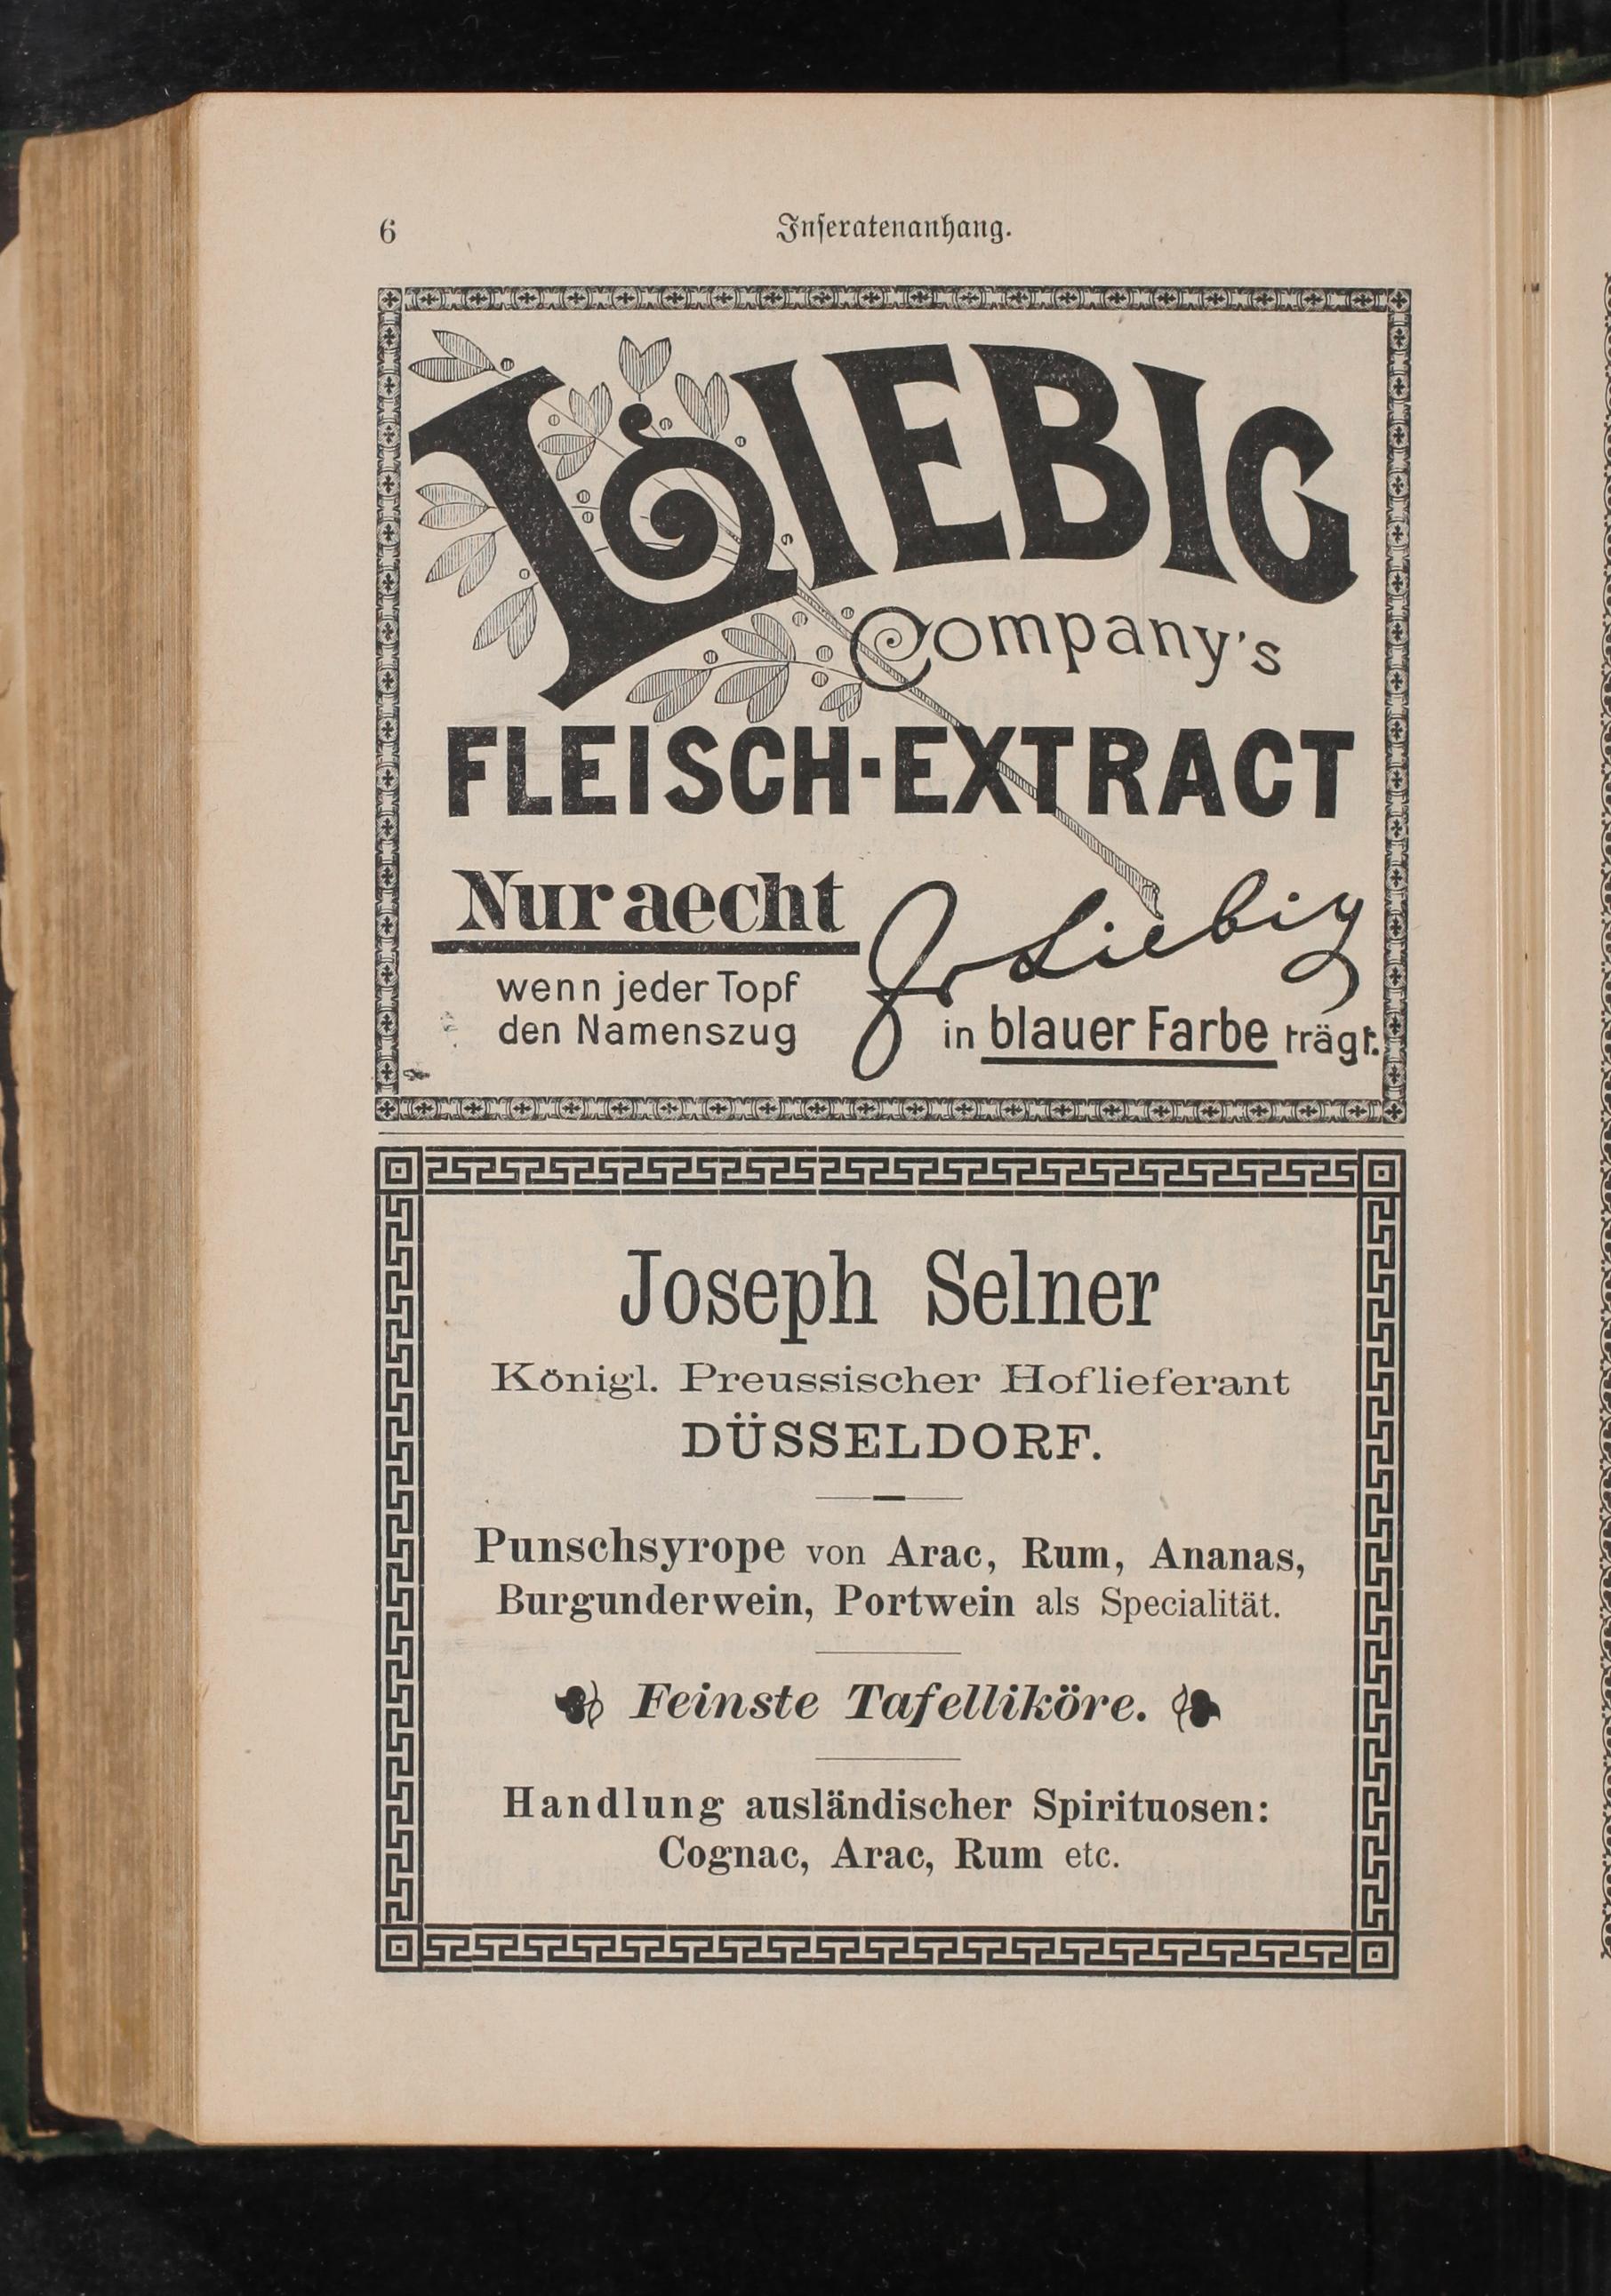 6
Inseratenanhang.
LIEBIG
Company's
FLEISCH-EXTRACT
Nur aecht
wenn jeder Topf
den Namenszug
J v Liebig
in blauer Farbe trägt.
Joseph Selner
Königl. Preussischer Hoflieferant
DÜSSELDORF.
Punschsyrope von Arac, Rum, Ananas,
Burgunderwein, Portwein als Specialität.
Feinste Tafelliköre.
Handlung ausländischer Spirituosen:
Cognac, Arac, Rum etc.